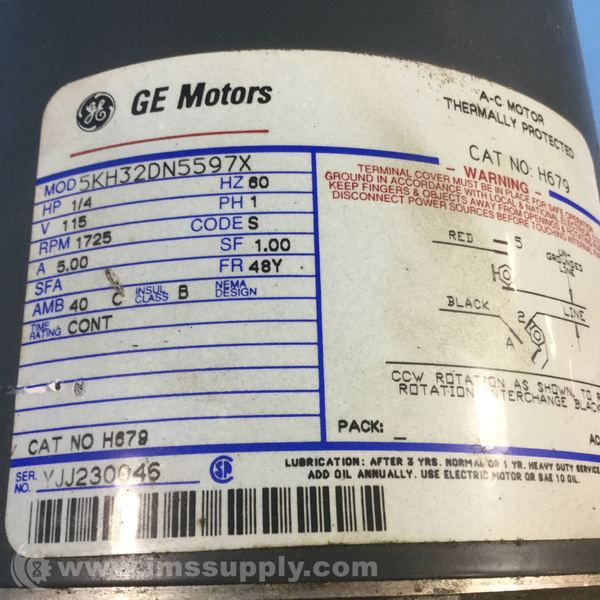 GE Motors
MOD 5KH32DN5597X
HP 1/4 HZ 60
V 115 PH 1
RPM 1725 CODE S
A 5.00 SF 1.00
SFA FR 48Y
AMB 40 C INSUL CLASS B NEMA DESIGN
TIME RATING CONT
CAT NO H679
SER. NO. YJJ230046
A-C MOTOR
THERMALLY PROTECTED
CAT NO: H679
- WARNING -
TERMINAL COVER MUST BE IN PLACE FOR SAFE
GROUND IN ACCORDANCE WITH LOCAL & NATIONAL
KEEP FINGERS & OBJECTS AWAY FROM OPENINGS &
DISCONNECT POWER SOURCES BEFORE TOUCHING INTERNAL
RED 5
UN-
GROUNDED
LINE
BLACK
2
LINE
A
CCW ROTATION AS SHOWN, TO
ROTATION INTERCHANGE BLACK
PACK: _
LUBRICATION: AFTER 3 YRS. NORMAL OR 1 YR. HEAVY DUTY SERVICE
ADD OIL ANNUALLY. USE ELECTRIC MOTOR OR SAE 10 OIL.
www.imssupply.com